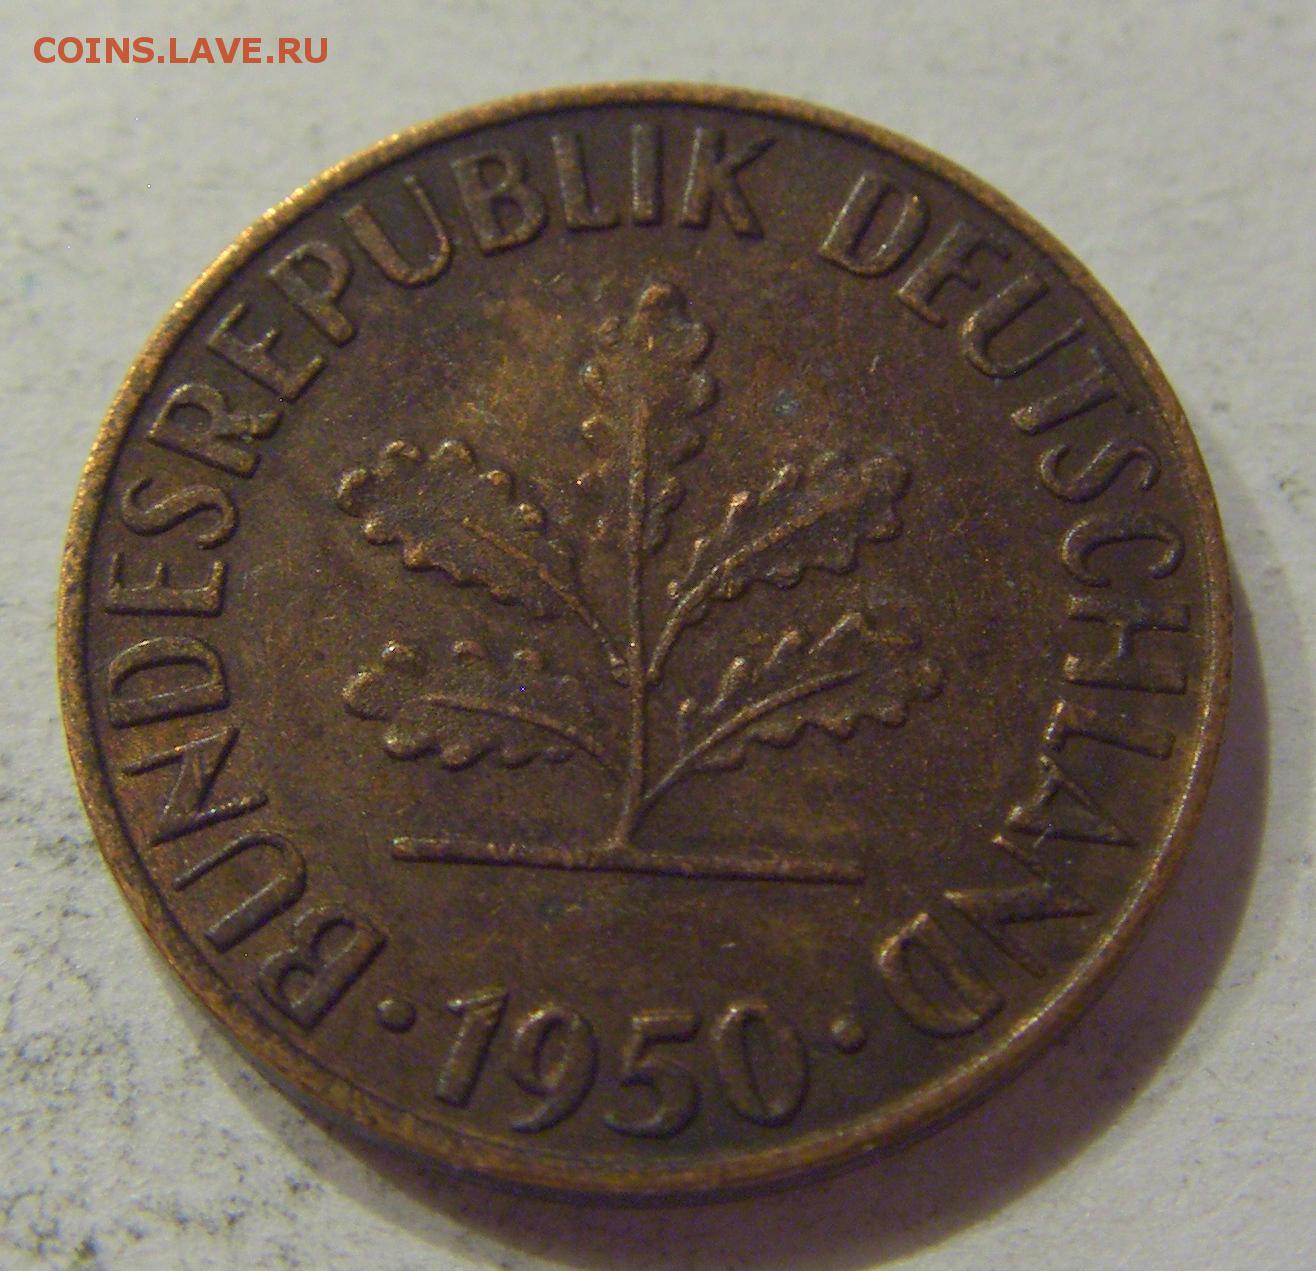 COINS.LAVE.RU
BUNDESREPUBLIK DEUTSCHLAND
· 1950 ·